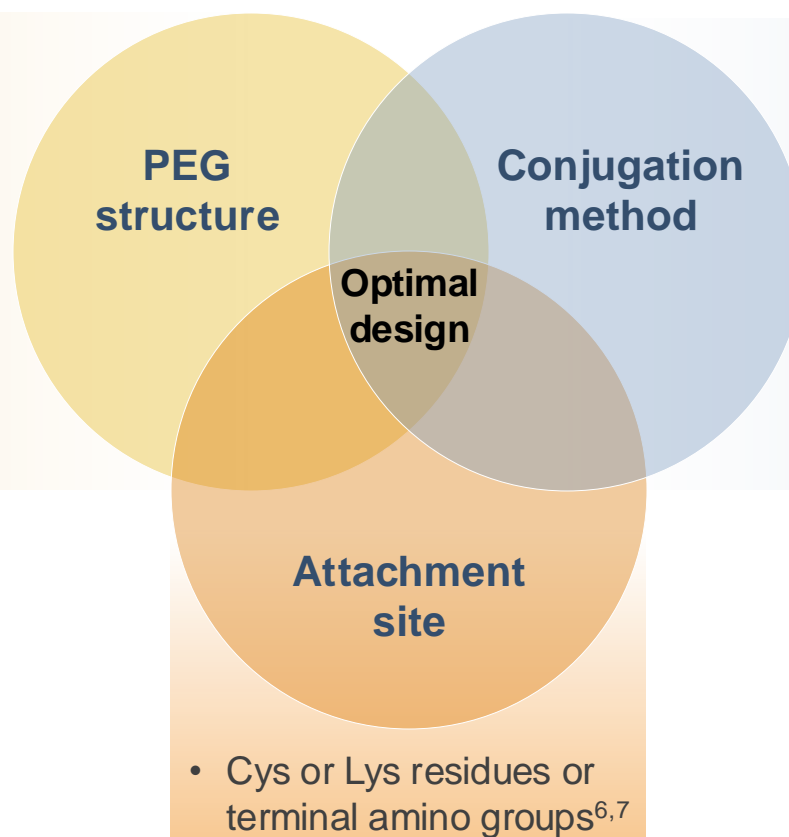 PEG
structure
Conjugation
method
Optimal
design
Attachment
site
• Cys or Lys residues or
terminal amino groups⁶,⁷